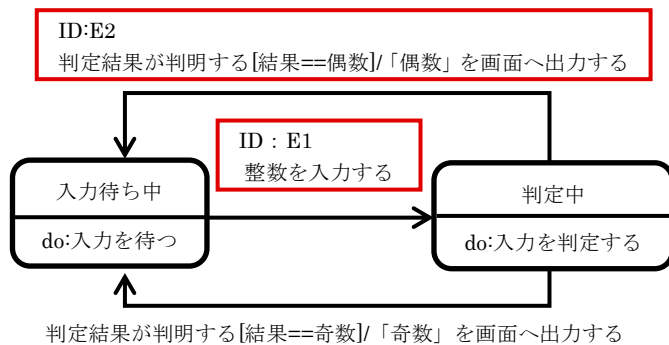 ID:E2
判定結果が判明する[結果==偶数]/「偶数」を画面へ出力する
ID：E1
整数を入力する
入力待ち中
do:入力を待つ
判定中
do:入力を判定する
判定結果が判明する[結果==奇数]/「奇数」を画面へ出力する